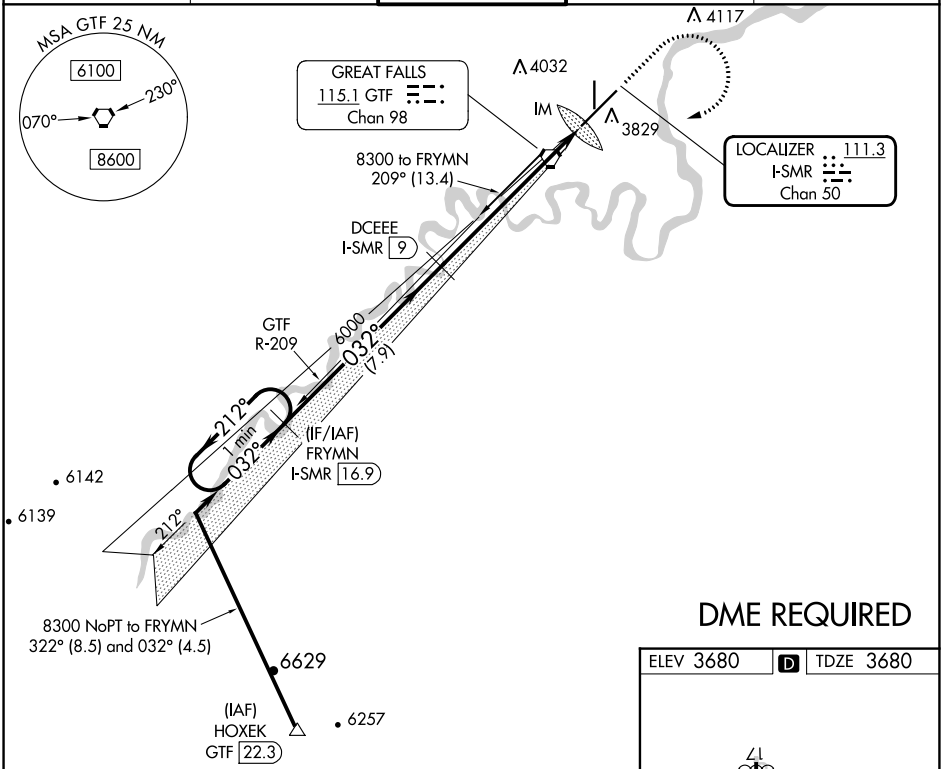 MSA GTF 25 NM
6100
070°
230°
8600
GREAT FALLS
115.1 GTF
Chan 98
4032
4117
IM
3829
LOCALIZER 111.3
I-SMR
Chan 50
8300 to FRYMN
209° (13.4)
DCEEE
I-SMR 9
GTF
R-209
6000
032°
(7.9)
212°
1 min
032°
(IF/IAF)
FRYMN
I-SMR 16.9
6142
6139
212°
8300 NoPT to FRYMN
322° (8.5) and 032° (4.5)
6629
(IAF)
HOXEK
GTF 22.3
6257
DME REQUIRED
ELEV 3680 D TDZE 3680
17